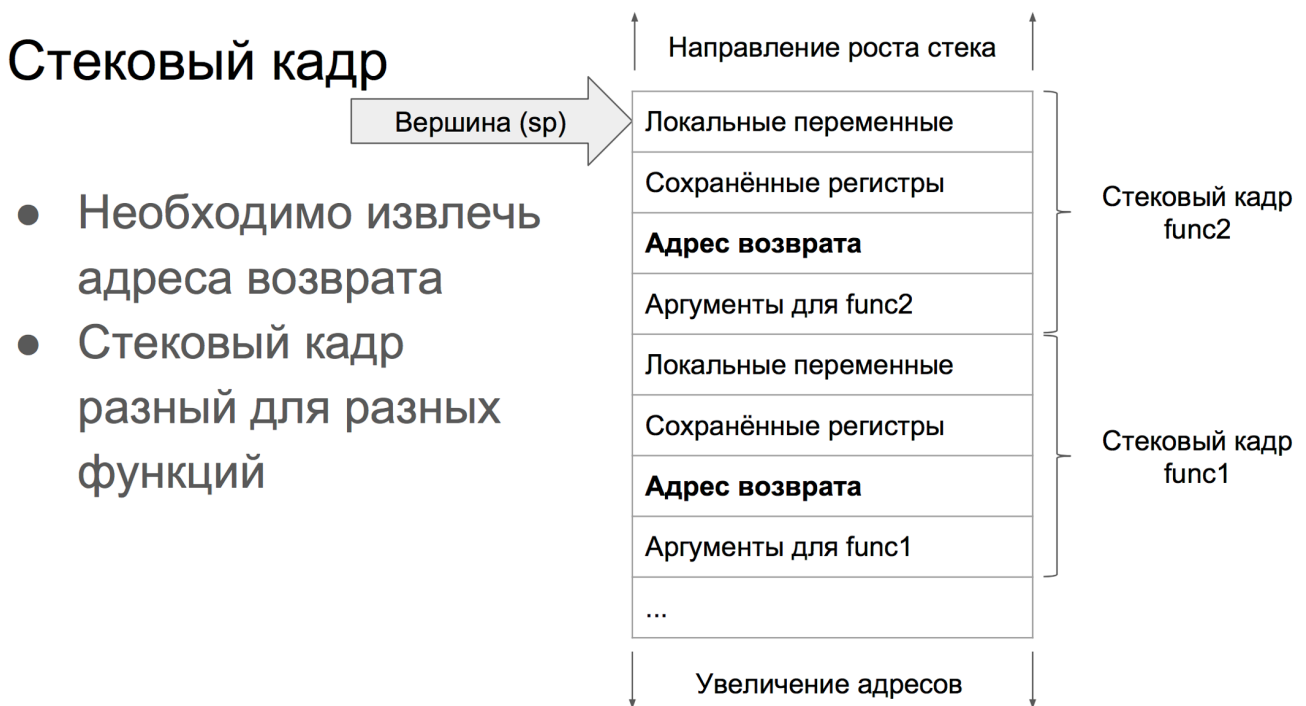 Стековый кадр
● Необходимо извлечь
адреса возврата
● Стековый кадр
разный для разных
функций
Направление роста стека
Вершина (sp)
Локальные переменные
Сохранённые регистры
Адрес возврата
Аргументы для func2
Локальные переменные
Сохранённые регистры
Адрес возврата
Аргументы для func1
...
Увеличение адресов
Стековый кадр
func2
Стековый кадр
func1